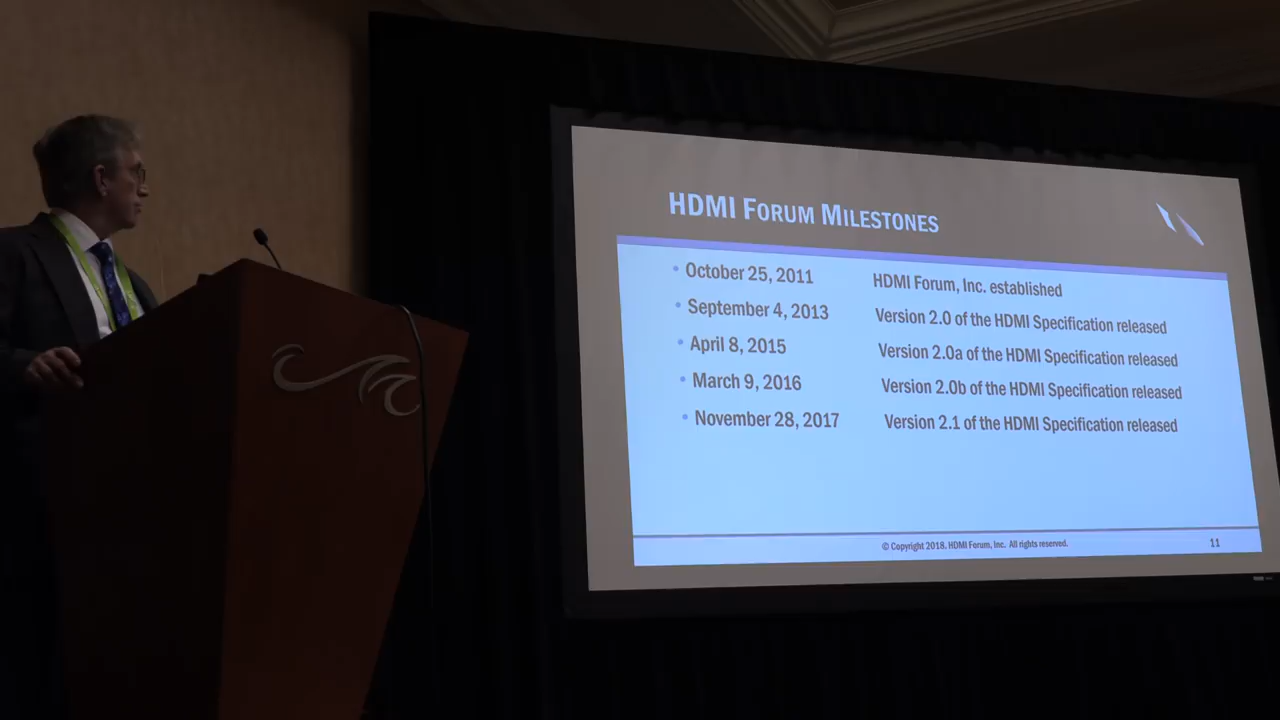 HDMI FORUM MILESTONES
• October 25, 2011 HDMI Forum, Inc. established
• September 4, 2013 Version 2.0 of the HDMI Specification released
• April 8, 2015 Version 2.0a of the HDMI Specification released
• March 9, 2016 Version 2.0b of the HDMI Specification released
• November 28, 2017 Version 2.1 of the HDMI Specification released
© Copyright 2018. HDMI Forum, Inc. All rights reserved. 11